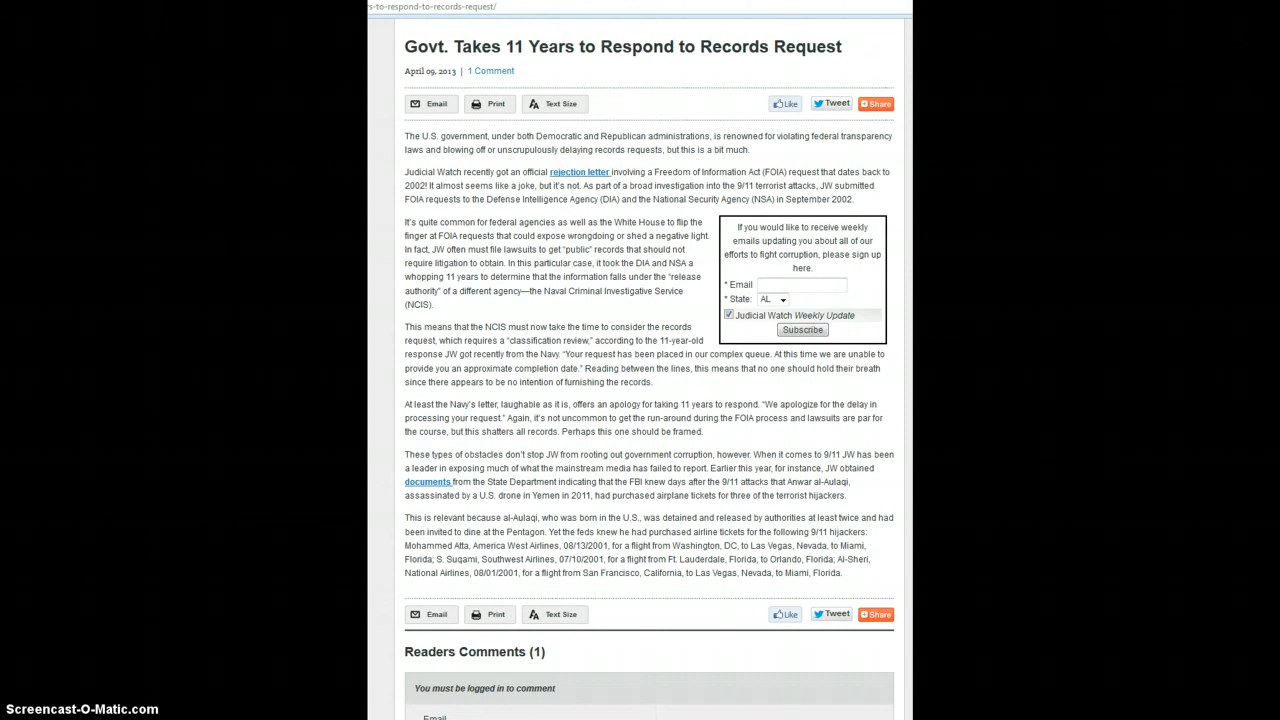 rs-to-respond-to-records-request/
Govt. Takes 11 Years to Respond to Records Request
April 09, 2013 | 1 Comment
Email Print Text Size Like Tweet Share
The U.S. government, under both Democratic and Republican administrations, is renowned for violating federal transparency
laws and blowing off or unscrupulously delaying records requests, but this is a bit much.
Judicial Watch recently got an official rejection letter involving a Freedom of Information Act (FOIA) request that dates back to
2002! It almost seems like a joke, but it's not. As part of a broad investigation into the 9/11 terrorist attacks, JW submitted
FOIA requests to the Defense Intelligence Agency (DIA) and the National Security Agency (NSA) in September 2002.
It's quite common for federal agencies as well as the White House to flip the
finger at FOIA requests that could expose wrongdoing or shed a negative light.
In fact, JW often must file lawsuits to get "public" records that should not
require litigation to obtain. In this particular case, it took the DIA and NSA a
whopping 11 years to determine that the information falls under the "release
authority" of a different agency—the Naval Criminal Investigative Service
(NCIS).
If you would like to receive weekly
emails updating you about all of our
efforts to fight corruption, please sign up
here.
* Email
* State: AL
Judicial Watch Weekly Update
Subscribe
This means that the NCIS must now take the time to consider the records
request, which requires a "classification review," according to the 11-year-old
response JW got recently from the Navy. "Your request has been placed in our complex queue. At this time we are unable to
provide you an approximate completion date." Reading between the lines, this means that no one should hold their breath
since there appears to be no intention of furnishing the records.
At least the Navy's letter, laughable as it is, offers an apology for taking 11 years to respond. "We apologize for the delay in
processing your request." Again, it's not uncommon to get the run-around during the FOIA process and lawsuits are par for
the course, but this shatters all records. Perhaps this one should be framed.
These types of obstacles don't stop JW from rooting out government corruption, however. When it comes to 9/11 JW has been
a leader in exposing much of what the mainstream media has failed to report. Earlier this year, for instance, JW obtained
documents from the State Department indicating that the FBI knew days after the 9/11 attacks that Anwar al-Aulaqi,
assassinated by a U.S. drone in Yemen in 2011, had purchased airplane tickets for three of the terrorist hijackers.
This is relevant because al-Aulaqi, who was born in the U.S., was detained and released by authorities at least twice and had
been invited to dine at the Pentagon. Yet the feds knew he had purchased airline tickets for the following 9/11 hijackers:
Mohammed Atta, America West Airlines, 08/13/2001, for a flight from Washington, DC, to Las Vegas, Nevada, to Miami,
Florida; S. Suqami, Southwest Airlines, 07/10/2001, for a flight from Ft. Lauderdale, Florida, to Orlando, Florida; Al-Sheri,
National Airlines, 08/01/2001, for a flight from San Francisco, California, to Las Vegas, Nevada, to Miami, Florida.
Email Print Text Size Like Tweet Share
Readers Comments (1)
You must be logged in to comment
Email
Screencast-O-Matic.com